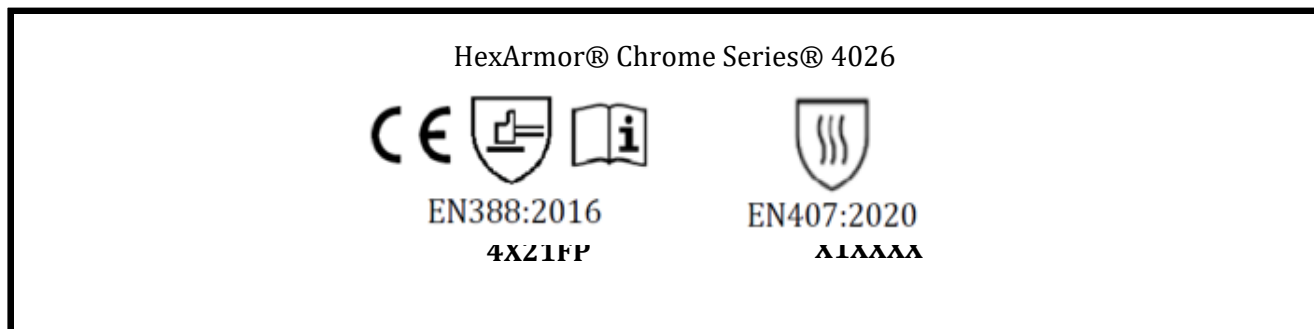 HexArmor® Chrome Series® 4026
CE
i
EN388:2016
EN407:2020
4X21FP
X1XXXX